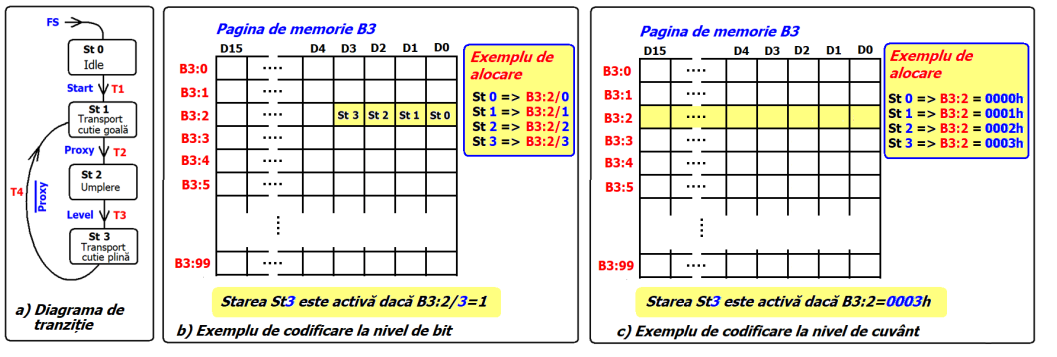 FS
St 0
Idle
Start T1
St 1
Transport
cutie goală
Proxy T2
St 2
Umplere
T4
Proxy
Level T3
St 3
Transport
cutie plină
a) Diagrama de
tranziție
Pagina de memorie B3
D15 D4 D3 D2 D1 D0
B3:0 ....
B3:1 ....
B3:2 .... St 3 St 2 St 1 St 0
B3:3 ....
B3:4 ....
B3:5 ....
B3:99 ....
Exemplu de
alocare
St 0 => B3:2/0
St 1 => B3:2/1
St 2 => B3:2/2
St 3 => B3:2/3
Starea St3 este activă dacă B3:2/3=1
b) Exemplu de codificare la nivel de bit
Pagina de memorie B3
D15 D4 D3 D2 D1 D0
B3:0 ....
B3:1 ....
B3:2 ....
B3:3 ....
B3:4 ....
B3:5 ....
B3:99 ....
Exemplu de
alocare
St 0 => B3:2 = 0000h
St 1 => B3:2 = 0001h
St 2 => B3:2 = 0002h
St 3 => B3:2 = 0003h
Starea St3 este activă dacă B3:2=0003h
c) Exemplu de codificare la nivel de cuvânt